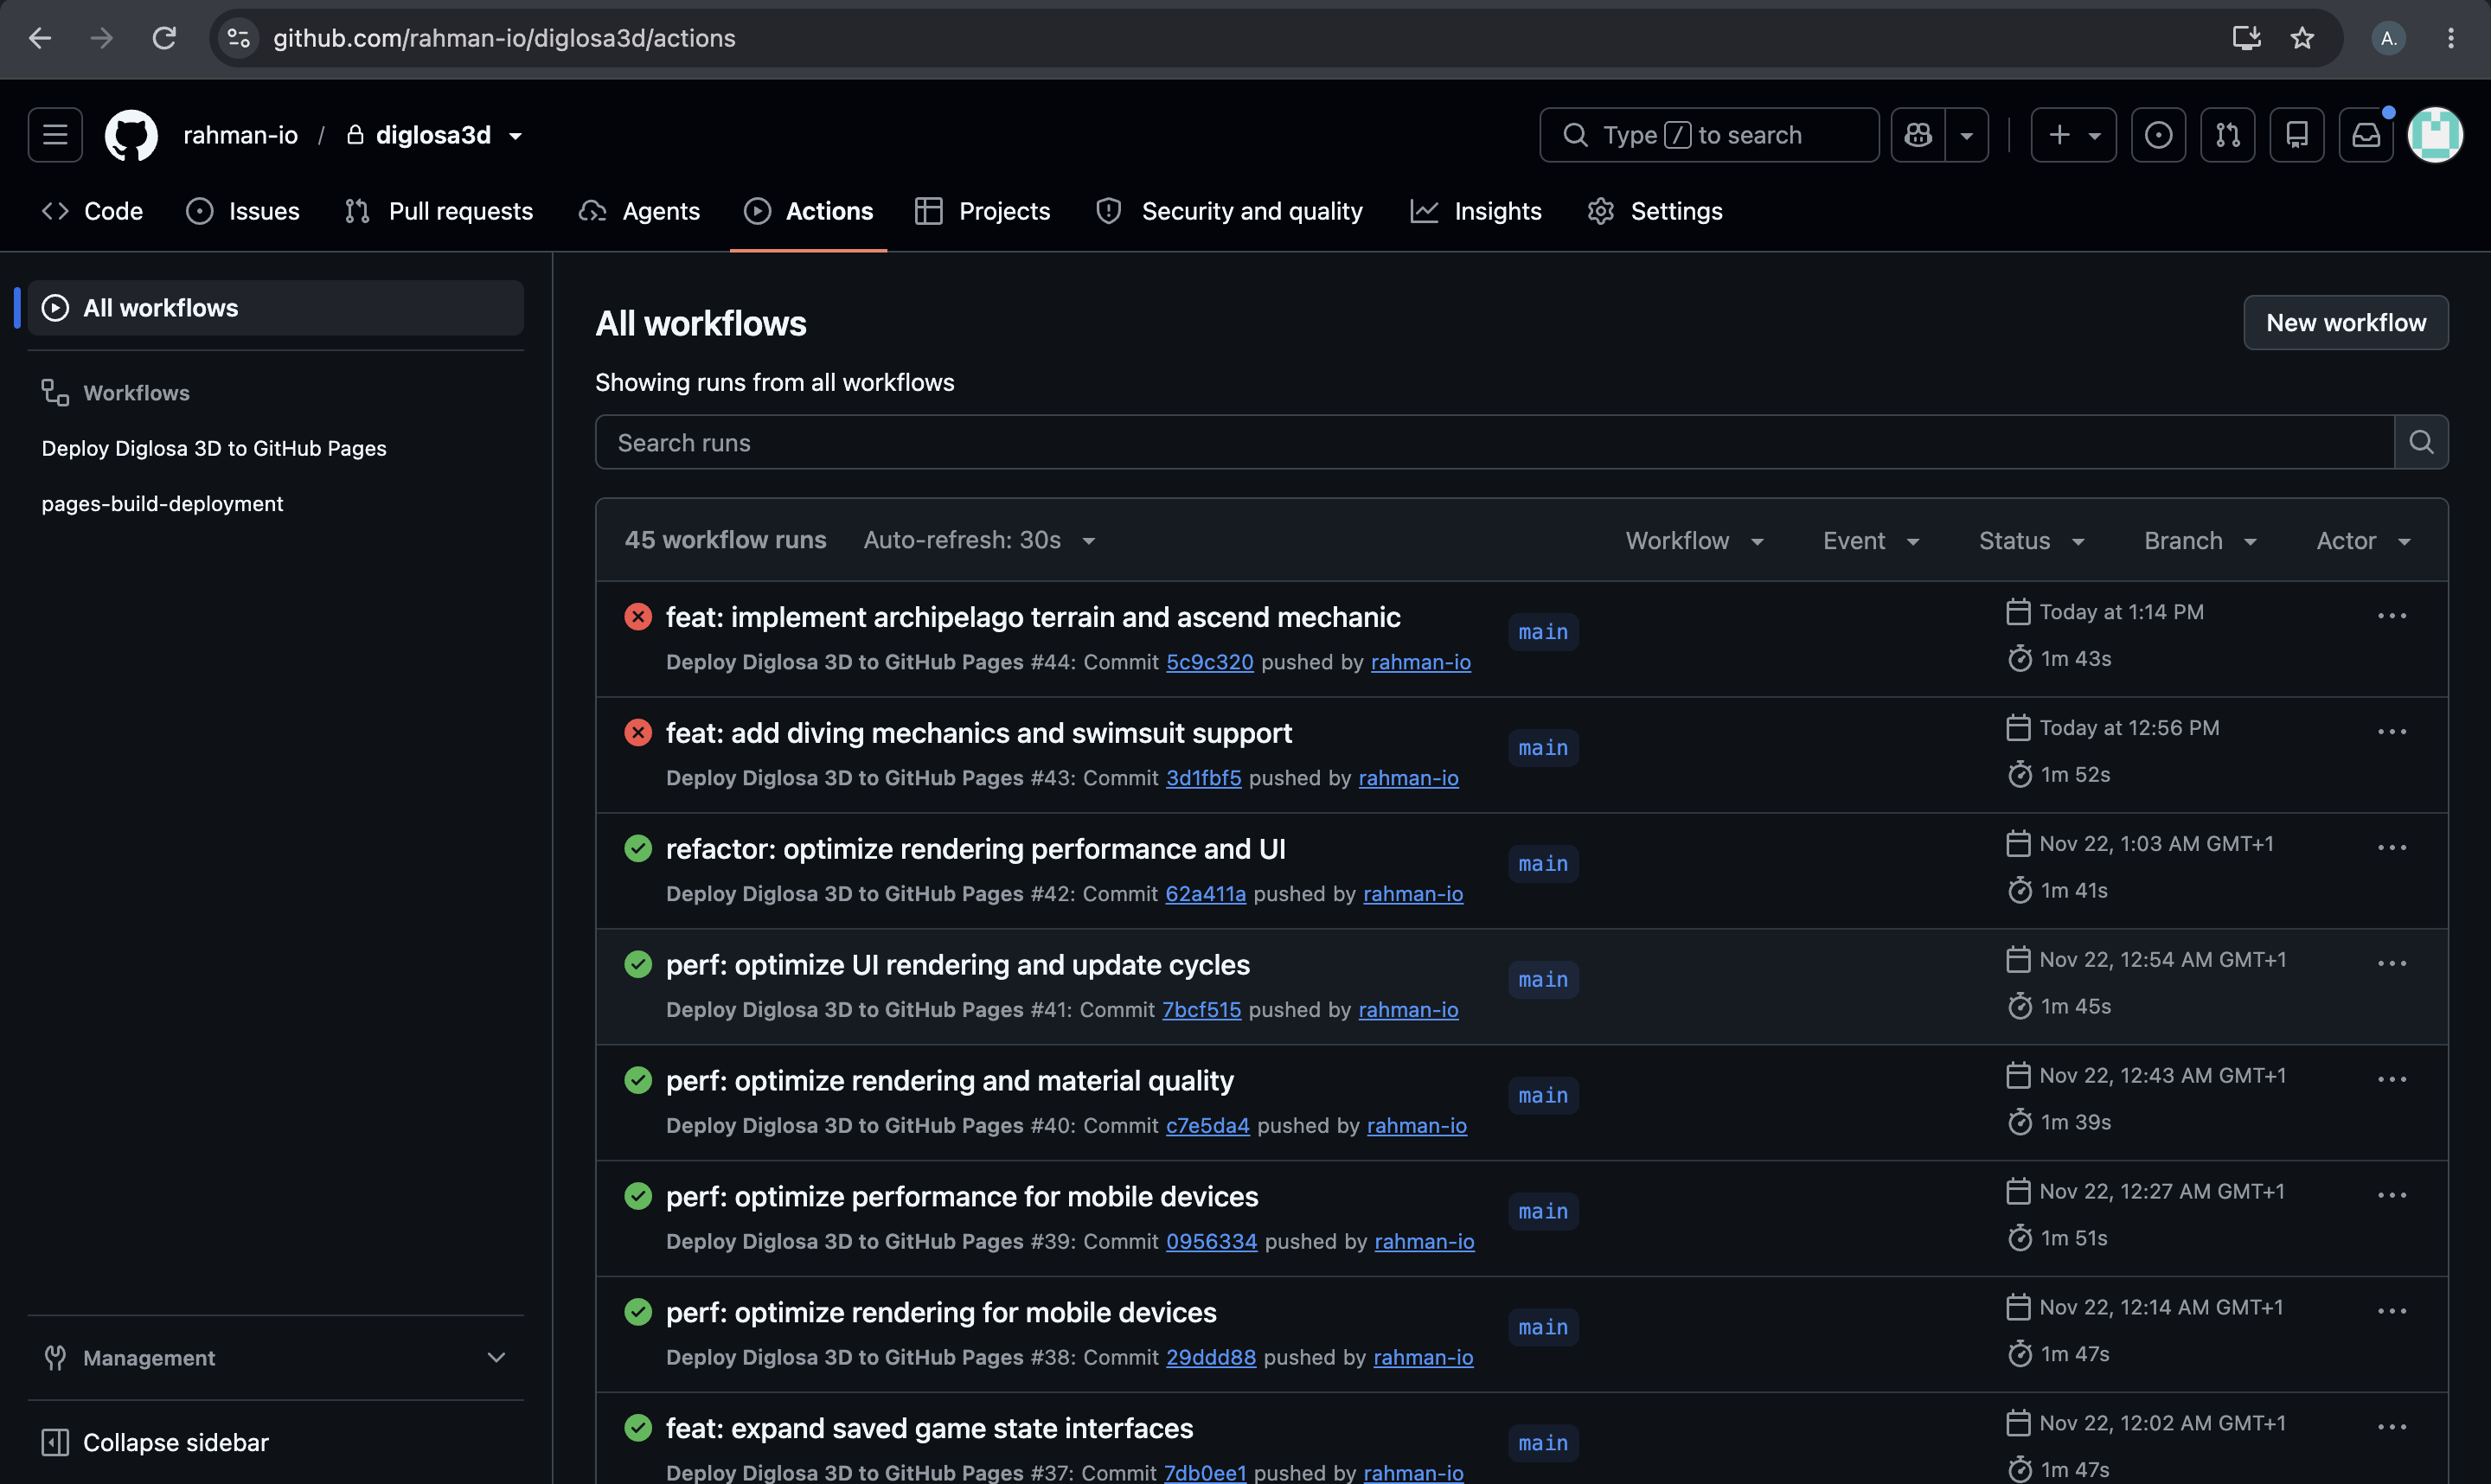 github.com/rahman-io/diglosa3d/actions
A.
rahman-io / diglosa3d
Type / to search
Code Issues Pull requests Agents Actions Projects Security and quality Insights Settings
All workflows
Workflows
Deploy Diglosa 3D to GitHub Pages
pages-build-deployment
Management
Collapse sidebar
All workflows
New workflow
Showing runs from all workflows
Search runs
45 workflow runs Auto-refresh: 30s Workflow Event Status Branch Actor
feat: implement archipelago terrain and ascend mechanic
Deploy Diglosa 3D to GitHub Pages #44: Commit 5c9c320 pushed by rahman-io
main
Today at 1:14 PM
1m 43s
feat: add diving mechanics and swimsuit support
Deploy Diglosa 3D to GitHub Pages #43: Commit 3d1fbf5 pushed by rahman-io
main
Today at 12:56 PM
1m 52s
refactor: optimize rendering performance and UI
Deploy Diglosa 3D to GitHub Pages #42: Commit 62a411a pushed by rahman-io
main
Nov 22, 1:03 AM GMT+1
1m 41s
perf: optimize UI rendering and update cycles
Deploy Diglosa 3D to GitHub Pages #41: Commit 7bcf515 pushed by rahman-io
main
Nov 22, 12:54 AM GMT+1
1m 45s
perf: optimize rendering and material quality
Deploy Diglosa 3D to GitHub Pages #40: Commit c7e5da4 pushed by rahman-io
main
Nov 22, 12:43 AM GMT+1
1m 39s
perf: optimize performance for mobile devices
Deploy Diglosa 3D to GitHub Pages #39: Commit 0956334 pushed by rahman-io
main
Nov 22, 12:27 AM GMT+1
1m 51s
perf: optimize rendering for mobile devices
Deploy Diglosa 3D to GitHub Pages #38: Commit 29ddd88 pushed by rahman-io
main
Nov 22, 12:14 AM GMT+1
1m 47s
feat: expand saved game state interfaces
Deploy Diglosa 3D to GitHub Pages #37: Commit 7db0ee1 pushed by rahman-io
main
Nov 22, 12:02 AM GMT+1
1m 47s